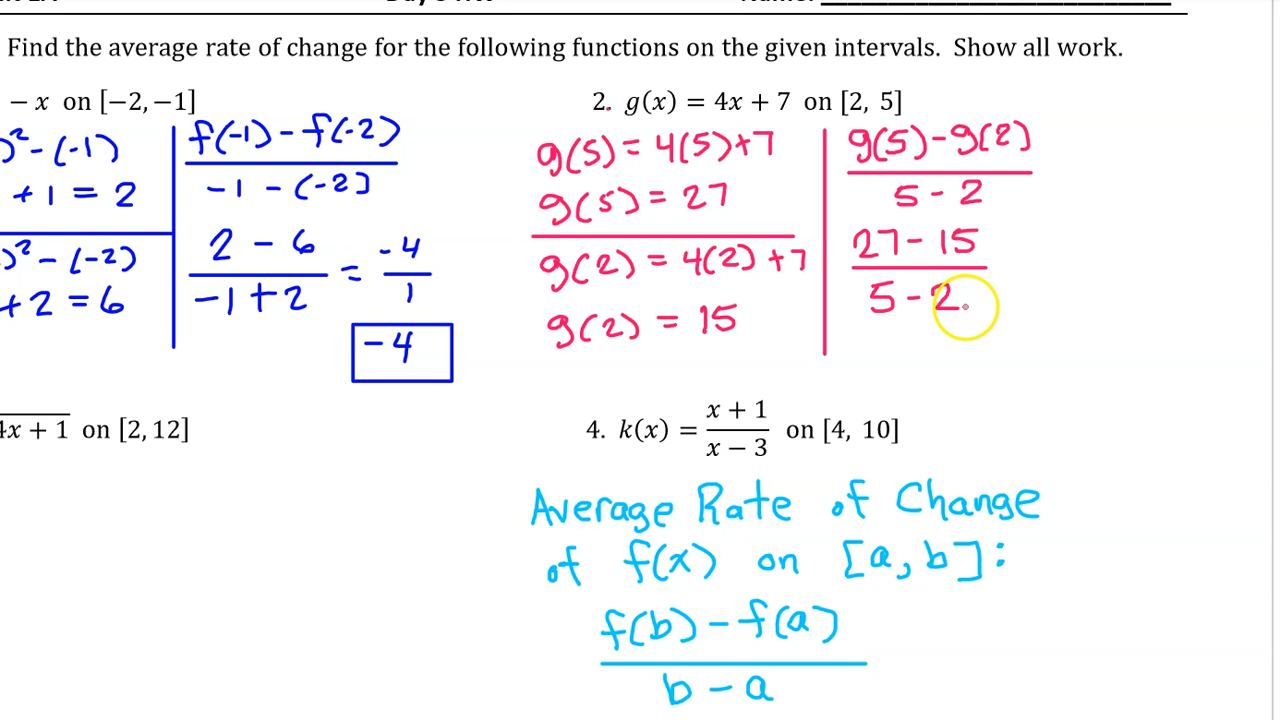 Name:
Find the average rate of change for the following functions on the given intervals. Show all work.
− x on [−2, −1]
)² - (-1)
+ 1 = 2
)² - (-2)
+ 2 = 6
f(-1) - f(-2)
-1 - (-2)
2 - 6
-1 + 2
= -4
1
-4
2. g(x) = 4x + 7 on [2, 5]
g(5) = 4(5)+7
g(5) = 27
g(2) = 4(2)+7
g(2) = 15
g(5) - g(2)
5 - 2
27 - 15
5 - 2
4x + 1 on [2, 12]
4. k(x) = x + 1
x − 3
on [4, 10]
Average Rate of Change
of f(x) on [a, b]:
f(b) - f(a)
b - a